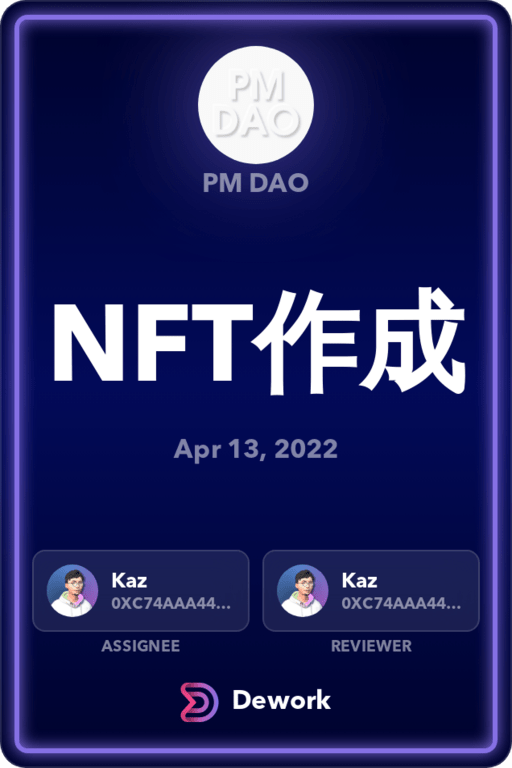 PM
DAO
PM DAO
NFT作成
Apr 13, 2022
Kaz
0XC74AAA44...
Kaz
0XC74AAA44...
ASSIGNEE
REVIEWER
Dework